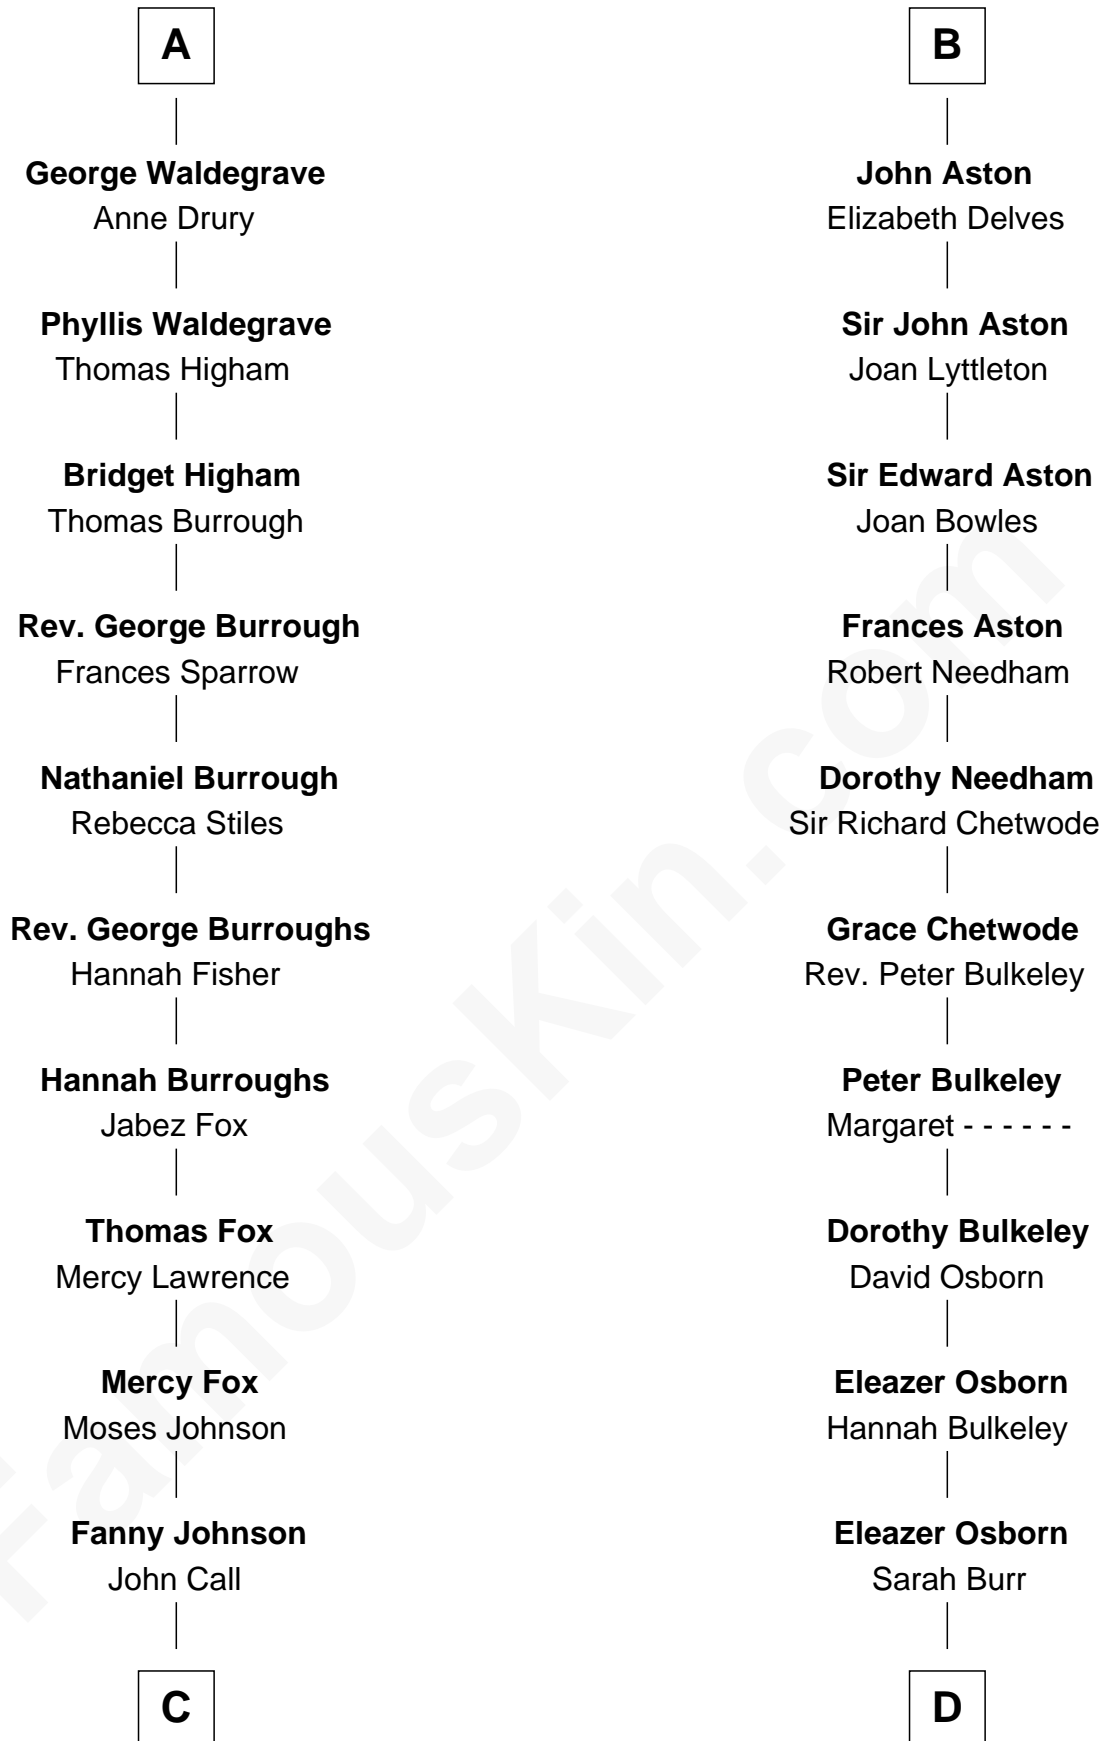 A
George Waldegrave
Anne Drury
Phyllis Waldegrave
Thomas Higham
Bridget Higham
Thomas Burrough
Rev. George Burrough
Frances Sparrow
Nathaniel Burrough
Rebecca Stiles
Rev. George Burroughs
Hannah Fisher
Hannah Burroughs
Jabez Fox
Thomas Fox
Mercy Lawrence
Mercy Fox
Moses Johnson
Fanny Johnson
John Call
C
B
John Aston
Elizabeth Delves
Sir John Aston
Joan Lyttleton
Sir Edward Aston
Joan Bowles
Frances Aston
Robert Needham
Dorothy Needham
Sir Richard Chetwode
Grace Chetwode
Rev. Peter Bulkeley
Peter Bulkeley
Margaret - - - - - -
Dorothy Bulkeley
David Osborn
Eleazer Osborn
Hannah Bulkeley
Eleazer Osborn
Sarah Burr
D
FamousKin.com